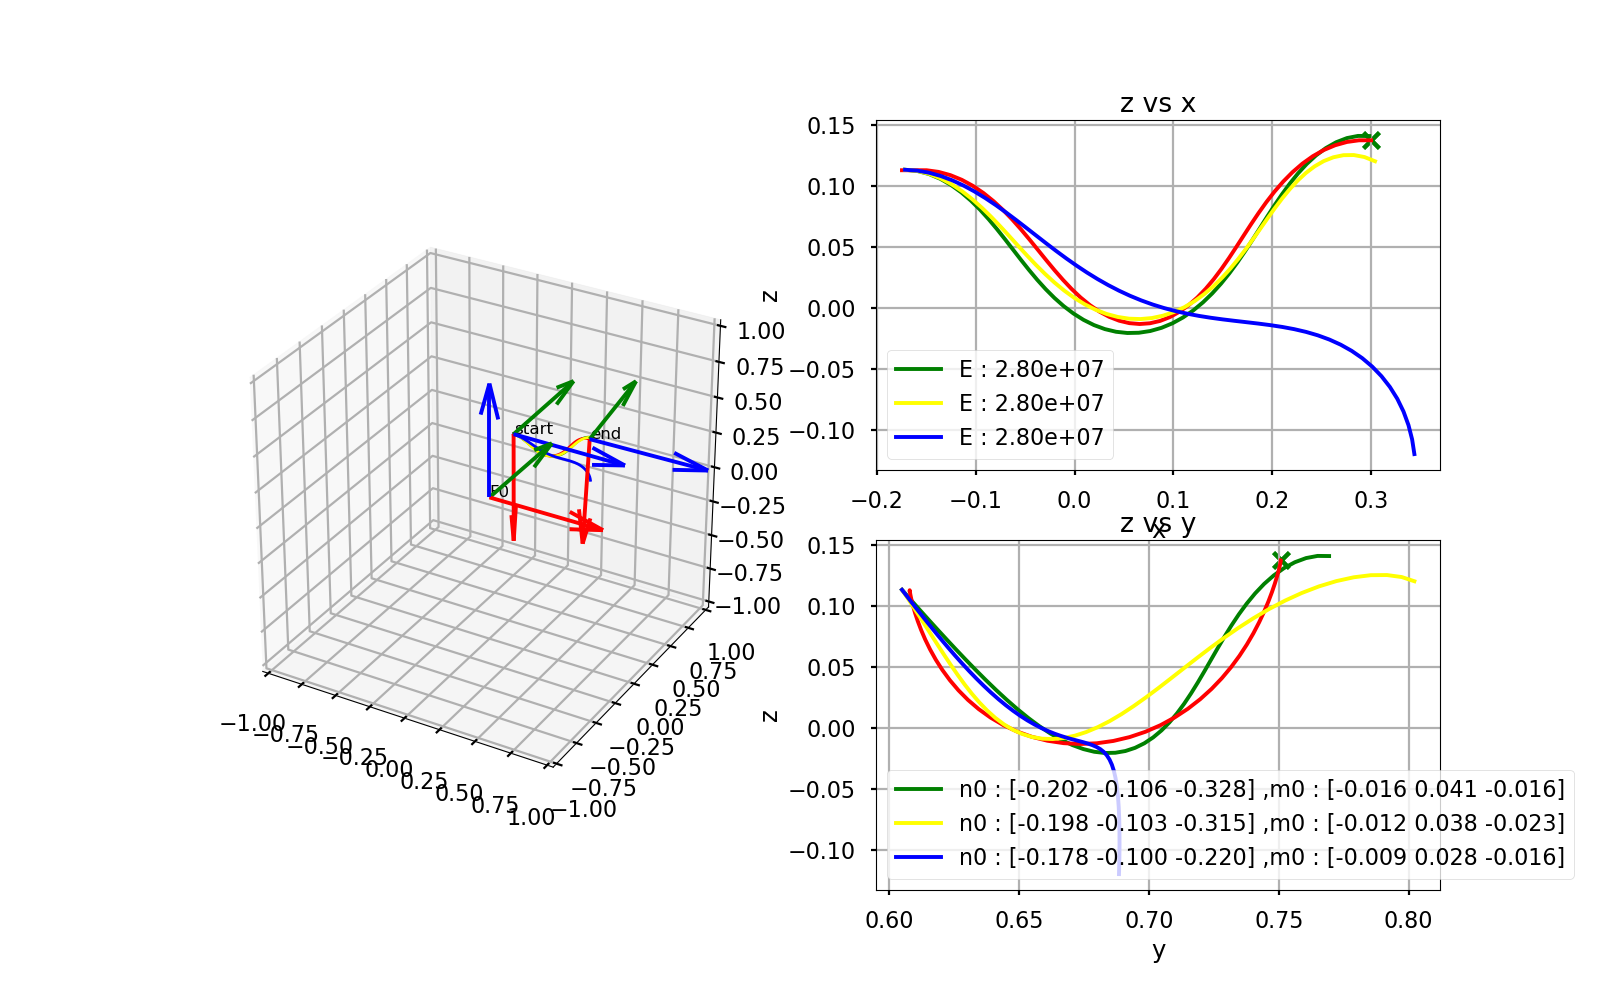 z
1.00
0.75
0.50
0.25
0.00
−0.25
−0.50
−0.75
−1.00
start
end
F0
−1.00
−0.75
−0.50
−0.25
0.00
0.25
0.50
0.75
1.00
1.00
0.75
0.50
0.25
0.00
−0.25
−0.50
−0.75
−1.00
z vs x
0.15
0.10
0.05
0.00
−0.05
−0.10
E : 2.80e+07
E : 2.80e+07
E : 2.80e+07
−0.2 −0.1 0.0 0.1 0.2 0.3
x
z vs y
z
0.15
0.10
0.05
0.00
−0.05
−0.10
n0 : [-0.202 -0.106 -0.328] ,m0 : [-0.016 0.041 -0.016]
n0 : [-0.198 -0.103 -0.315] ,m0 : [-0.012 0.038 -0.023]
n0 : [-0.178 -0.100 -0.220] ,m0 : [-0.009 0.028 -0.016]
0.60 0.65 0.70 0.75 0.80
y